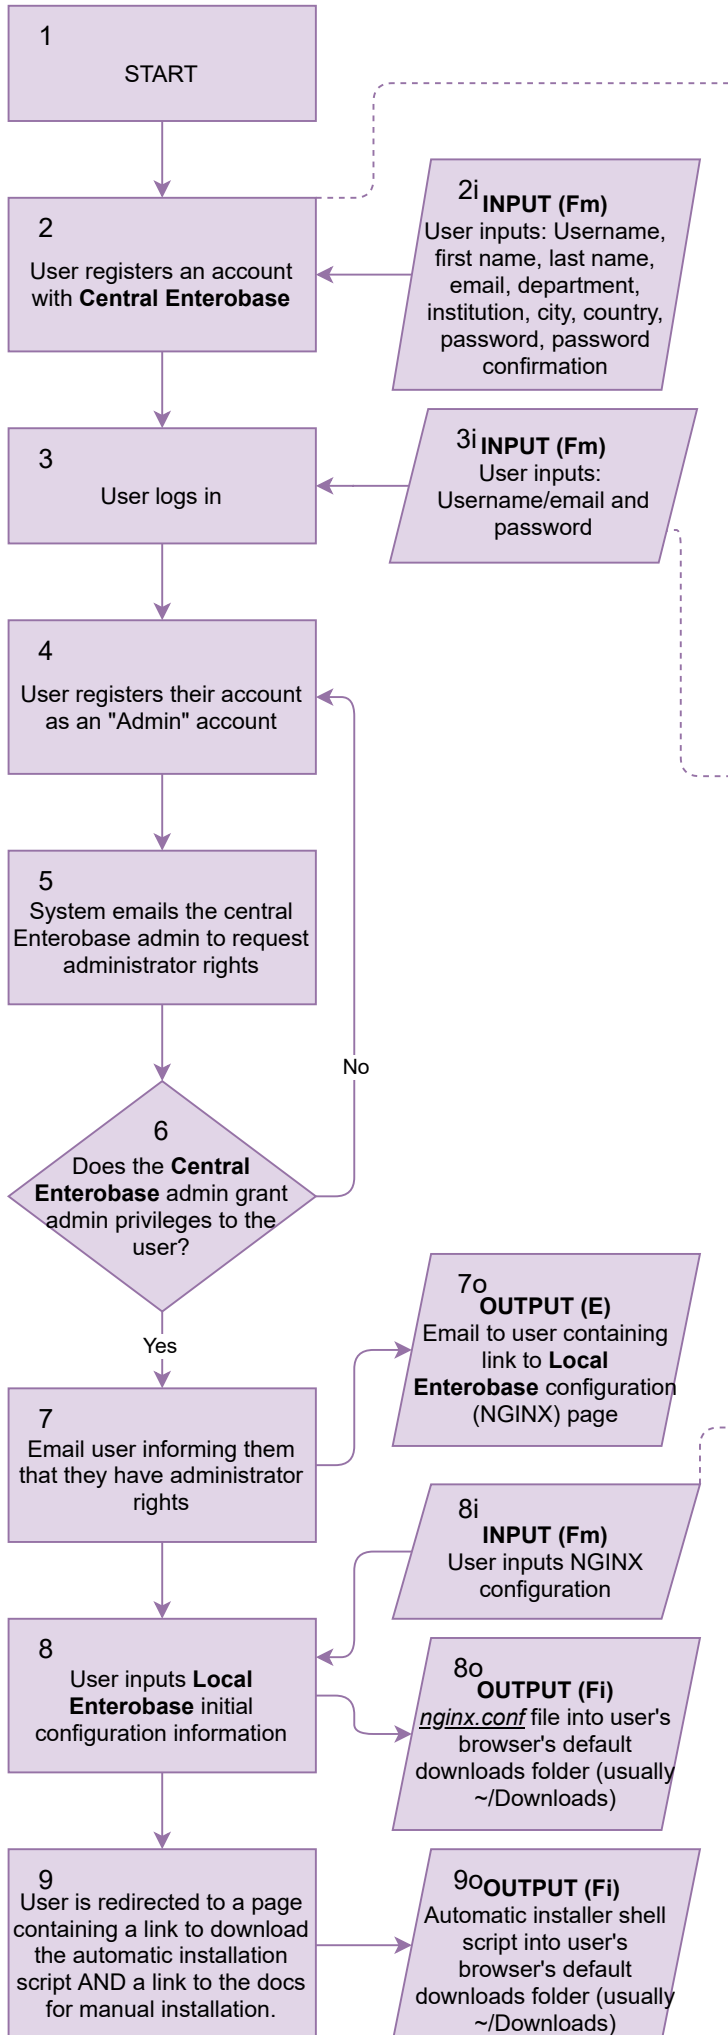 1
START
2
User registers an account
with Central Enterobase
2i
INPUT (Fm)
User inputs: Username,
first name, last name,
email, department,
institution, city, country,
password, password
confirmation
3
User logs in
3i
INPUT (Fm)
User inputs:
Username/email and
password
4
User registers their account
as an "Admin" account
5
System emails the central
Enterobase admin to request
administrator rights
No
6
Does the Central
Enterobase admin grant
admin privileges to the
user?
Yes
7
Email user informing them
that they have administrator
rights
7o
OUTPUT (E)
Email to user containing
link to Local
Enterobase configuration
(NGINX) page
8i
INPUT (Fm)
User inputs NGINX
configuration
8
User inputs Local
Enterobase initial
configuration information
8o
OUTPUT (Fi)
nginx.conf file into user's
browser's default
downloads folder (usually
~/Downloads)
9
User is redirected to a page
containing a link to download
the automatic installation
script AND a link to the docs
for manual installation.
9o
OUTPUT (Fi)
Automatic installer shell
script into user's
browser's default
downloads folder (usually
~/Downloads)